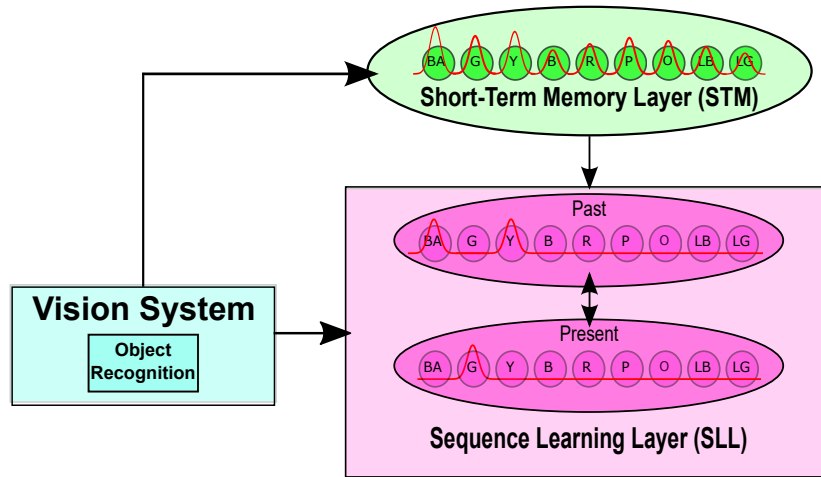 BA G Y B R P O LB LG
Short-Term Memory Layer (STM)
Past
BA G Y B R P O LB LG
Vision System
Object
Recognition
Present
BA G Y B R P O LB LG
Sequence Learning Layer (SLL)